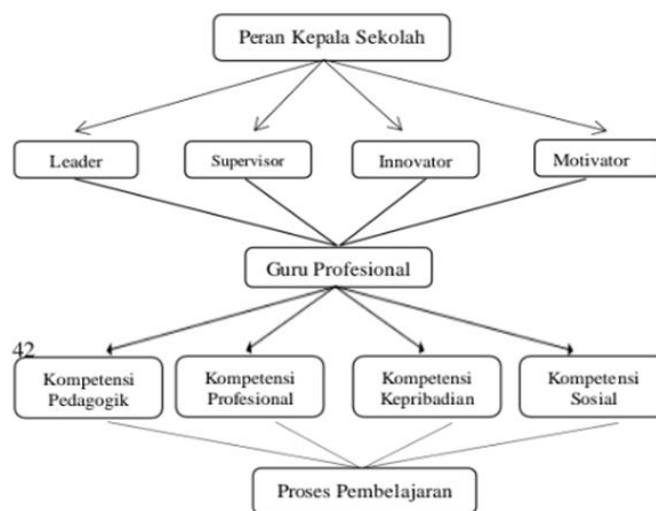 Peran Kepala Sekolah
Leader
Supervisor
Innovator
Motivator
Guru Profesional
42
Kompetensi
Pedagogik
Kompetensi
Profesional
Kompetensi
Kepribadian
Kompetensi
Sosial
Proses Pembelajaran